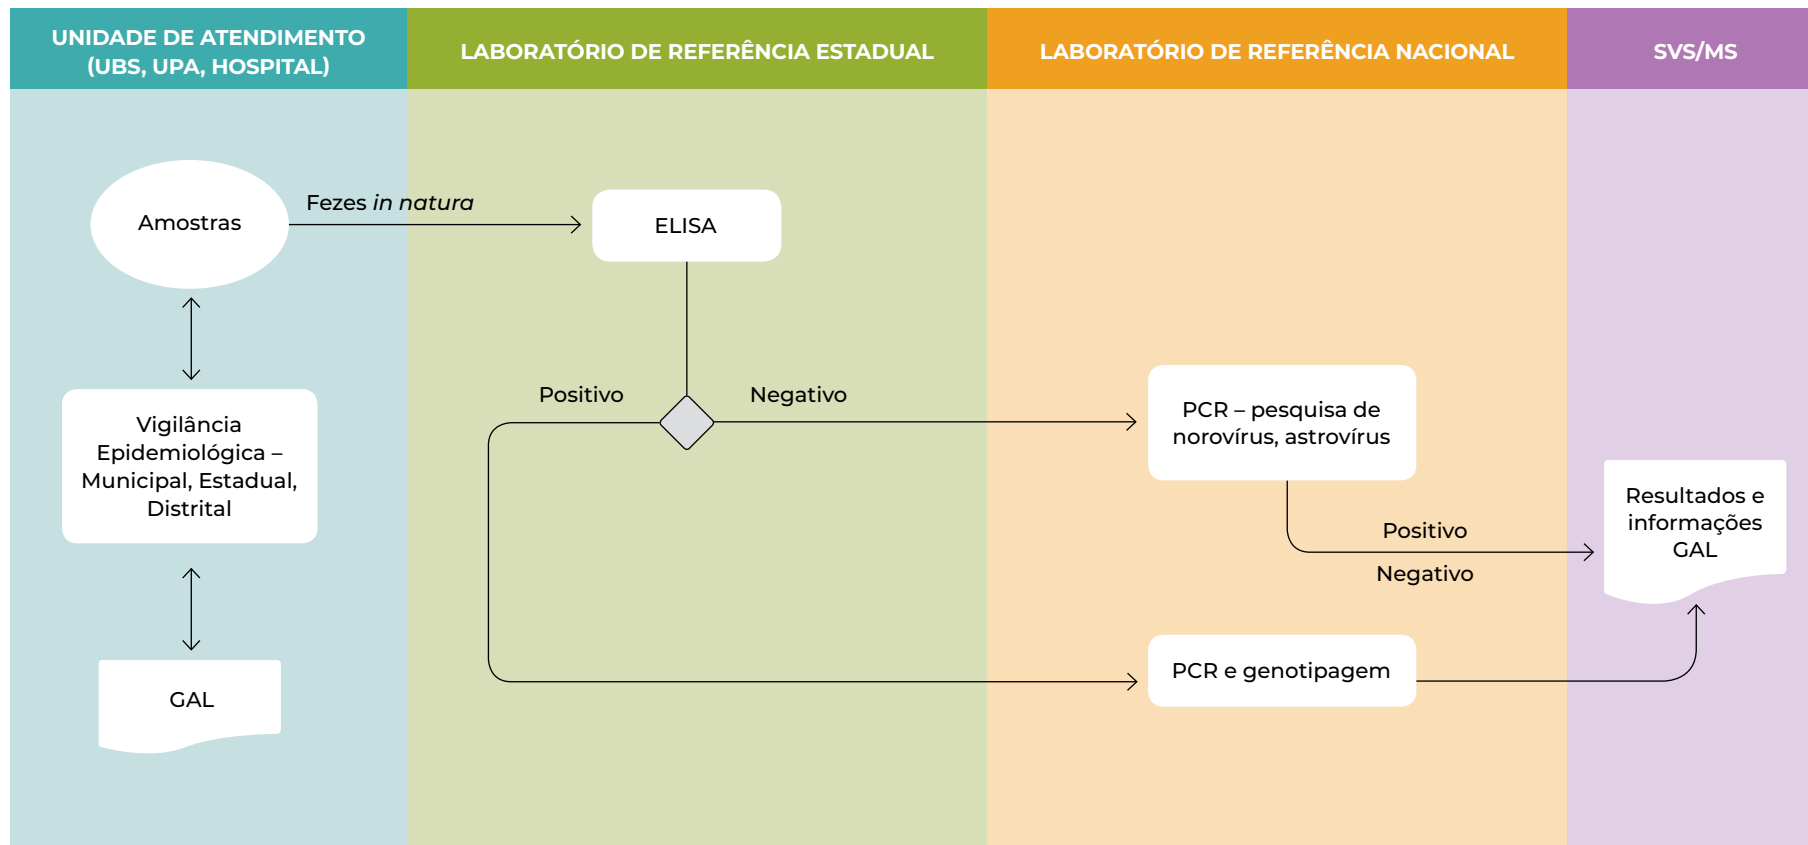 UNIDADE DE ATENDIMENTO
(UBS, UPA, HOSPITAL)
LABORATÓRIO DE REFERÊNCIA ESTADUAL
LABORATÓRIO DE REFERÊNCIA NACIONAL
SVS/MS
Amostras
Fezes in natura
ELISA
Vigilância
Epidemiológica –
Municipal, Estadual,
Distrital
GAL
Positivo
Negativo
PCR – pesquisa de
norovírus, astrovírus
Positivo
Negativo
PCR e genotipagem
Resultados e
informações
GAL